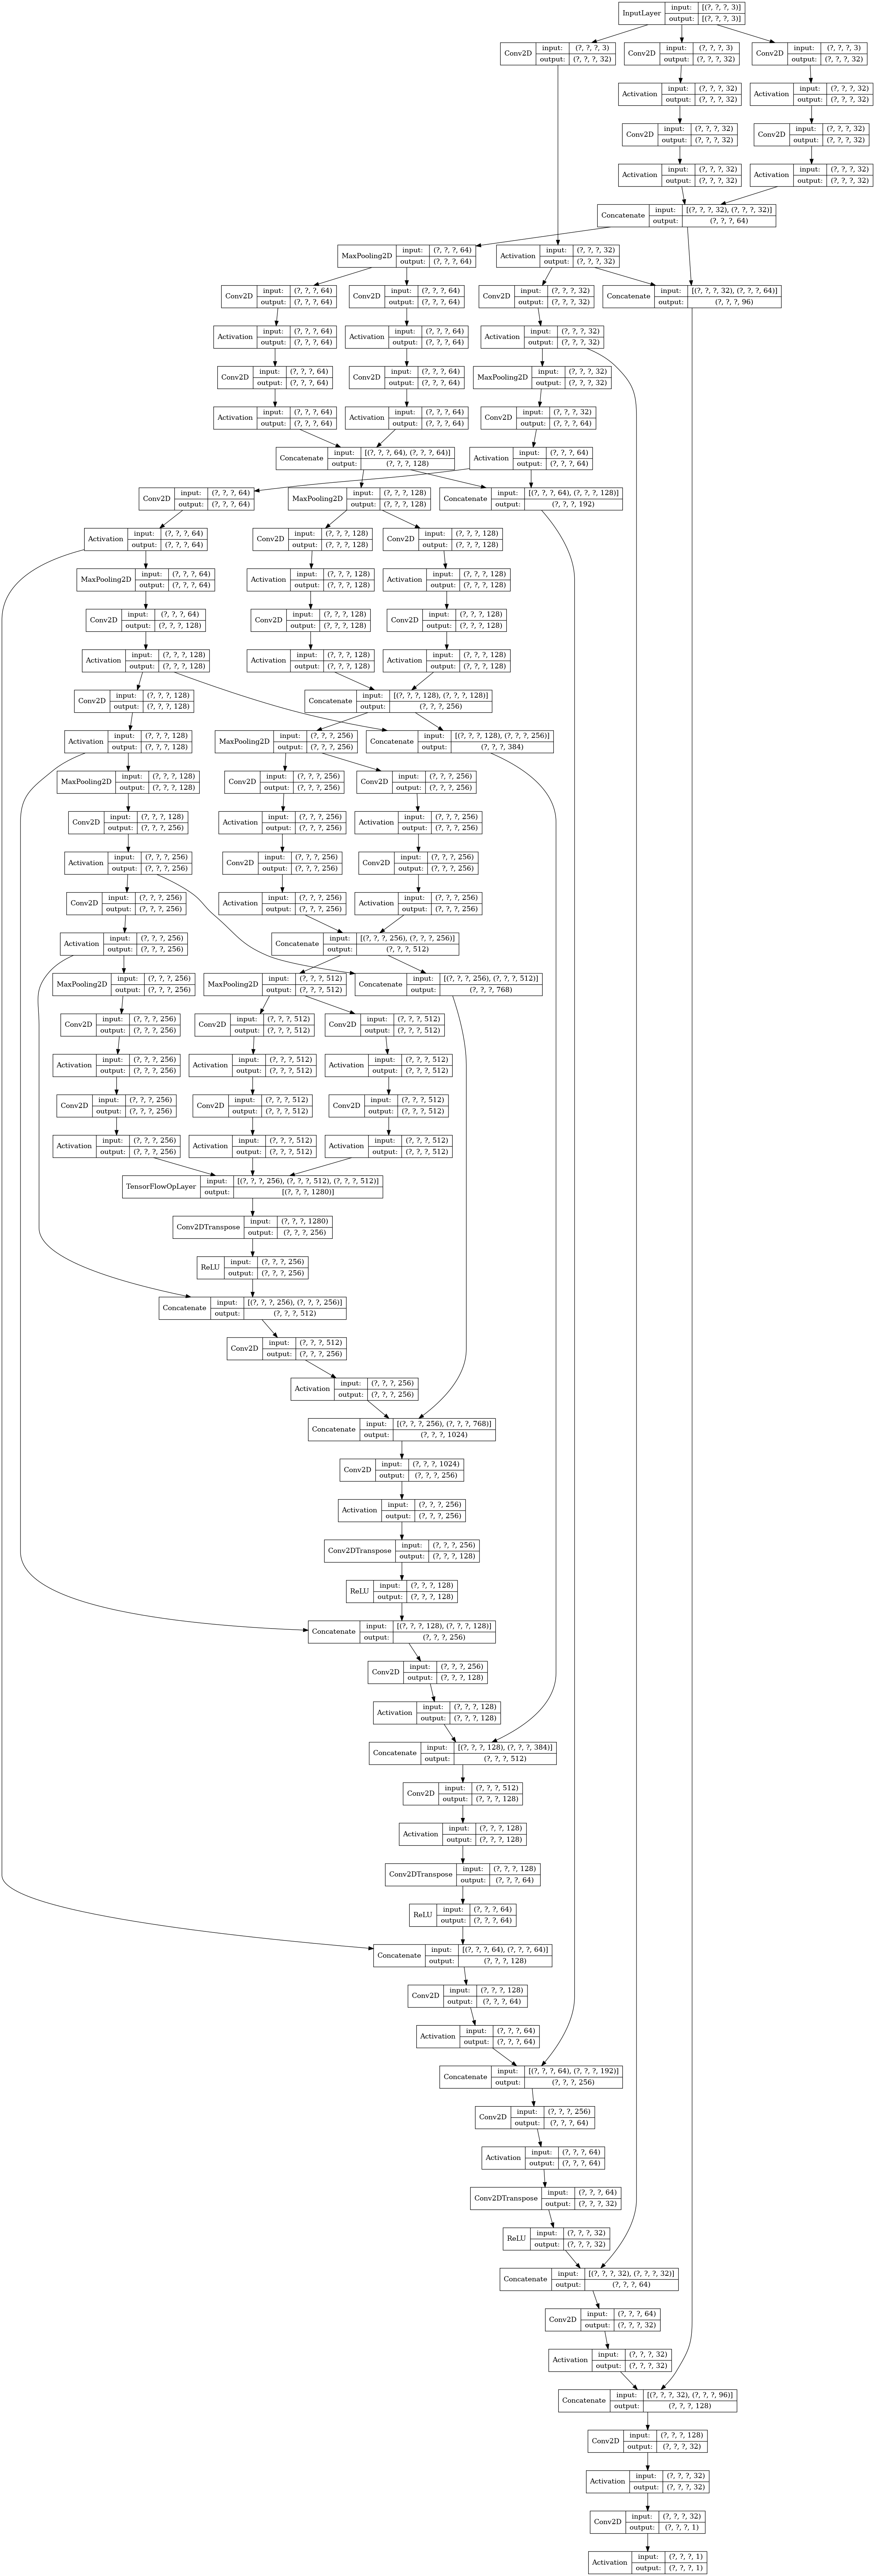 InputLayer
input: [(?, ?, ?, 3)]
output: [(?, ?, ?, 3)]
Conv2D
input: (?, ?, ?, 3)
output: (?, ?, ?, 32)
Conv2D
input: (?, ?, ?, 3)
output: (?, ?, ?, 32)
Conv2D
input: (?, ?, ?, 3)
output: (?, ?, ?, 32)
Activation
input: (?, ?, ?, 32)
output: (?, ?, ?, 32)
Activation
input: (?, ?, ?, 32)
output: (?, ?, ?, 32)
Conv2D
input: (?, ?, ?, 32)
output: (?, ?, ?, 32)
Conv2D
input: (?, ?, ?, 32)
output: (?, ?, ?, 32)
Activation
input: (?, ?, ?, 32)
output: (?, ?, ?, 32)
Activation
input: (?, ?, ?, 32)
output: (?, ?, ?, 32)
Concatenate
input: [(?, ?, ?, 32), (?, ?, ?, 32)]
output: (?, ?, ?, 64)
MaxPooling2D
input: (?, ?, ?, 64)
output: (?, ?, ?, 64)
Activation
input: (?, ?, ?, 32)
output: (?, ?, ?, 32)
Conv2D
input: (?, ?, ?, 64)
output: (?, ?, ?, 64)
Conv2D
input: (?, ?, ?, 64)
output: (?, ?, ?, 64)
Conv2D
input: (?, ?, ?, 32)
output: (?, ?, ?, 32)
Concatenate
input: [(?, ?, ?, 32), (?, ?, ?, 64)]
output: (?, ?, ?, 96)
Activation
input: (?, ?, ?, 64)
output: (?, ?, ?, 64)
Activation
input: (?, ?, ?, 64)
output: (?, ?, ?, 64)
Activation
input: (?, ?, ?, 32)
output: (?, ?, ?, 32)
Conv2D
input: (?, ?, ?, 64)
output: (?, ?, ?, 64)
Conv2D
input: (?, ?, ?, 64)
output: (?, ?, ?, 64)
MaxPooling2D
input: (?, ?, ?, 32)
output: (?, ?, ?, 32)
Activation
input: (?, ?, ?, 64)
output: (?, ?, ?, 64)
Activation
input: (?, ?, ?, 64)
output: (?, ?, ?, 64)
Conv2D
input: (?, ?, ?, 32)
output: (?, ?, ?, 64)
Concatenate
input: [(?, ?, ?, 64), (?, ?, ?, 64)]
output: (?, ?, ?, 128)
Activation
input: (?, ?, ?, 64)
output: (?, ?, ?, 64)
Conv2D
input: (?, ?, ?, 64)
output: (?, ?, ?, 64)
MaxPooling2D
input: (?, ?, ?, 128)
output: (?, ?, ?, 128)
Concatenate
input: [(?, ?, ?, 64), (?, ?, ?, 128)]
output: (?, ?, ?, 192)
Activation
input: (?, ?, ?, 64)
output: (?, ?, ?, 64)
Conv2D
input: (?, ?, ?, 128)
output: (?, ?, ?, 128)
Conv2D
input: (?, ?, ?, 128)
output: (?, ?, ?, 128)
MaxPooling2D
input: (?, ?, ?, 64)
output: (?, ?, ?, 64)
Activation
input: (?, ?, ?, 128)
output: (?, ?, ?, 128)
Activation
input: (?, ?, ?, 128)
output: (?, ?, ?, 128)
Conv2D
input: (?, ?, ?, 64)
output: (?, ?, ?, 128)
Conv2D
input: (?, ?, ?, 128)
output: (?, ?, ?, 128)
Conv2D
input: (?, ?, ?, 128)
output: (?, ?, ?, 128)
Activation
input: (?, ?, ?, 128)
output: (?, ?, ?, 128)
Activation
input: (?, ?, ?, 128)
output: (?, ?, ?, 128)
Activation
input: (?, ?, ?, 128)
output: (?, ?, ?, 128)
Conv2D
input: (?, ?, ?, 128)
output: (?, ?, ?, 128)
Concatenate
input: [(?, ?, ?, 128), (?, ?, ?, 128)]
output: (?, ?, ?, 256)
Activation
input: (?, ?, ?, 128)
output: (?, ?, ?, 128)
MaxPooling2D
input: (?, ?, ?, 256)
output: (?, ?, ?, 256)
Concatenate
input: [(?, ?, ?, 128), (?, ?, ?, 256)]
output: (?, ?, ?, 384)
MaxPooling2D
input: (?, ?, ?, 128)
output: (?, ?, ?, 128)
Conv2D
input: (?, ?, ?, 256)
output: (?, ?, ?, 256)
Conv2D
input: (?, ?, ?, 256)
output: (?, ?, ?, 256)
Conv2D
input: (?, ?, ?, 128)
output: (?, ?, ?, 256)
Activation
input: (?, ?, ?, 256)
output: (?, ?, ?, 256)
Activation
input: (?, ?, ?, 256)
output: (?, ?, ?, 256)
Activation
input: (?, ?, ?, 256)
output: (?, ?, ?, 256)
Conv2D
input: (?, ?, ?, 256)
output: (?, ?, ?, 256)
Conv2D
input: (?, ?, ?, 256)
output: (?, ?, ?, 256)
Conv2D
input: (?, ?, ?, 256)
output: (?, ?, ?, 256)
Activation
input: (?, ?, ?, 256)
output: (?, ?, ?, 256)
Activation
input: (?, ?, ?, 256)
output: (?, ?, ?, 256)
Activation
input: (?, ?, ?, 256)
output: (?, ?, ?, 256)
Concatenate
input: [(?, ?, ?, 256), (?, ?, ?, 256)]
output: (?, ?, ?, 512)
MaxPooling2D
input: (?, ?, ?, 256)
output: (?, ?, ?, 256)
MaxPooling2D
input: (?, ?, ?, 512)
output: (?, ?, ?, 512)
Concatenate
input: [(?, ?, ?, 256), (?, ?, ?, 512)]
output: (?, ?, ?, 768)
Conv2D
input: (?, ?, ?, 256)
output: (?, ?, ?, 256)
Conv2D
input: (?, ?, ?, 512)
output: (?, ?, ?, 512)
Conv2D
input: (?, ?, ?, 512)
output: (?, ?, ?, 512)
Activation
input: (?, ?, ?, 256)
output: (?, ?, ?, 256)
Activation
input: (?, ?, ?, 512)
output: (?, ?, ?, 512)
Activation
input: (?, ?, ?, 512)
output: (?, ?, ?, 512)
Conv2D
input: (?, ?, ?, 256)
output: (?, ?, ?, 256)
Conv2D
input: (?, ?, ?, 512)
output: (?, ?, ?, 512)
Conv2D
input: (?, ?, ?, 512)
output: (?, ?, ?, 512)
Activation
input: (?, ?, ?, 256)
output: (?, ?, ?, 256)
Activation
input: (?, ?, ?, 512)
output: (?, ?, ?, 512)
Activation
input: (?, ?, ?, 512)
output: (?, ?, ?, 512)
TensorFlowOpLayer
input: [(?, ?, ?, 256), (?, ?, ?, 512), (?, ?, ?, 512)]
output: [(?, ?, ?, 1280)]
Conv2DTranspose
input: (?, ?, ?, 1280)
output: (?, ?, ?, 256)
ReLU
input: (?, ?, ?, 256)
output: (?, ?, ?, 256)
Concatenate
input: [(?, ?, ?, 256), (?, ?, ?, 256)]
output: (?, ?, ?, 512)
Conv2D
input: (?, ?, ?, 512)
output: (?, ?, ?, 256)
Activation
input: (?, ?, ?, 256)
output: (?, ?, ?, 256)
Concatenate
input: [(?, ?, ?, 256), (?, ?, ?, 768)]
output: (?, ?, ?, 1024)
Conv2D
input: (?, ?, ?, 1024)
output: (?, ?, ?, 256)
Activation
input: (?, ?, ?, 256)
output: (?, ?, ?, 256)
Conv2DTranspose
input: (?, ?, ?, 256)
output: (?, ?, ?, 128)
ReLU
input: (?, ?, ?, 128)
output: (?, ?, ?, 128)
Concatenate
input: [(?, ?, ?, 128), (?, ?, ?, 128)]
output: (?, ?, ?, 256)
Conv2D
input: (?, ?, ?, 256)
output: (?, ?, ?, 128)
Activation
input: (?, ?, ?, 128)
output: (?, ?, ?, 128)
Concatenate
input: [(?, ?, ?, 128), (?, ?, ?, 384)]
output: (?, ?, ?, 512)
Conv2D
input: (?, ?, ?, 512)
output: (?, ?, ?, 128)
Activation
input: (?, ?, ?, 128)
output: (?, ?, ?, 128)
Conv2DTranspose
input: (?, ?, ?, 128)
output: (?, ?, ?, 64)
ReLU
input: (?, ?, ?, 64)
output: (?, ?, ?, 64)
Concatenate
input: [(?, ?, ?, 64), (?, ?, ?, 64)]
output: (?, ?, ?, 128)
Conv2D
input: (?, ?, ?, 128)
output: (?, ?, ?, 64)
Activation
input: (?, ?, ?, 64)
output: (?, ?, ?, 64)
Concatenate
input: [(?, ?, ?, 64), (?, ?, ?, 192)]
output: (?, ?, ?, 256)
Conv2D
input: (?, ?, ?, 256)
output: (?, ?, ?, 64)
Activation
input: (?, ?, ?, 64)
output: (?, ?, ?, 64)
Conv2DTranspose
input: (?, ?, ?, 64)
output: (?, ?, ?, 32)
ReLU
input: (?, ?, ?, 32)
output: (?, ?, ?, 32)
Concatenate
input: [(?, ?, ?, 32), (?, ?, ?, 32)]
output: (?, ?, ?, 64)
Conv2D
input: (?, ?, ?, 64)
output: (?, ?, ?, 32)
Activation
input: (?, ?, ?, 32)
output: (?, ?, ?, 32)
Concatenate
input: [(?, ?, ?, 32), (?, ?, ?, 96)]
output: (?, ?, ?, 128)
Conv2D
input: (?, ?, ?, 128)
output: (?, ?, ?, 32)
Activation
input: (?, ?, ?, 32)
output: (?, ?, ?, 32)
Conv2D
input: (?, ?, ?, 32)
output: (?, ?, ?, 1)
Activation
input: (?, ?, ?, 1)
output: (?, ?, ?, 1)